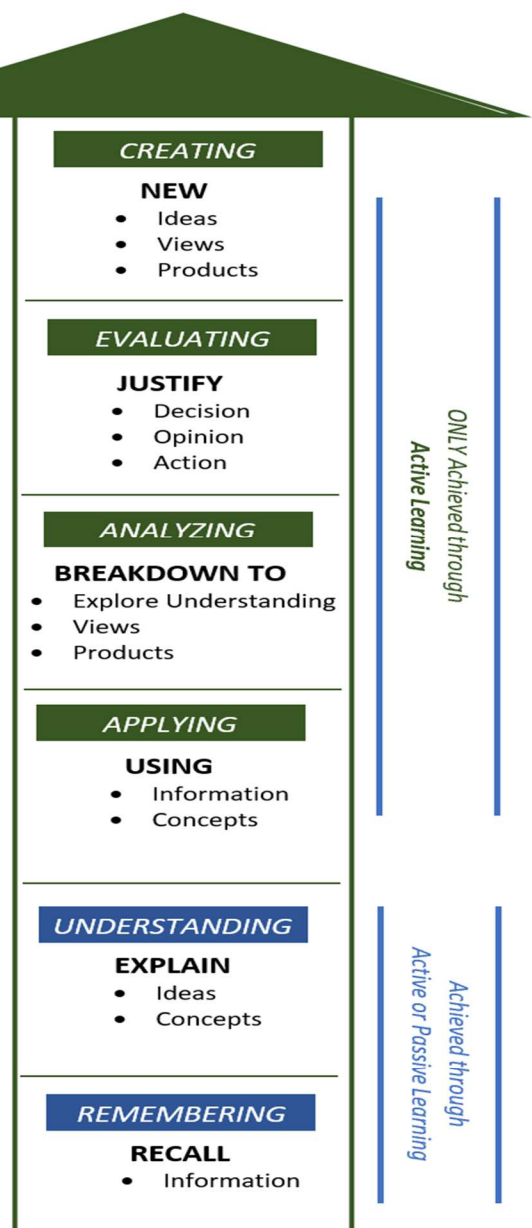 CREATING
NEW
• Ideas
• Views
• Products
EVALUATING
JUSTIFY
• Decision
• Opinion
• Action
ANALYZING
BREAKDOWN TO
• Explore Understanding
• Views
• Products
APPLYING
USING
• Information
• Concepts
UNDERSTANDING
EXPLAIN
• Ideas
• Concepts
REMEMBERING
RECALL
• Information
ONLY Achieved through
Active Learning
Achieved through
Active or Passive Learning